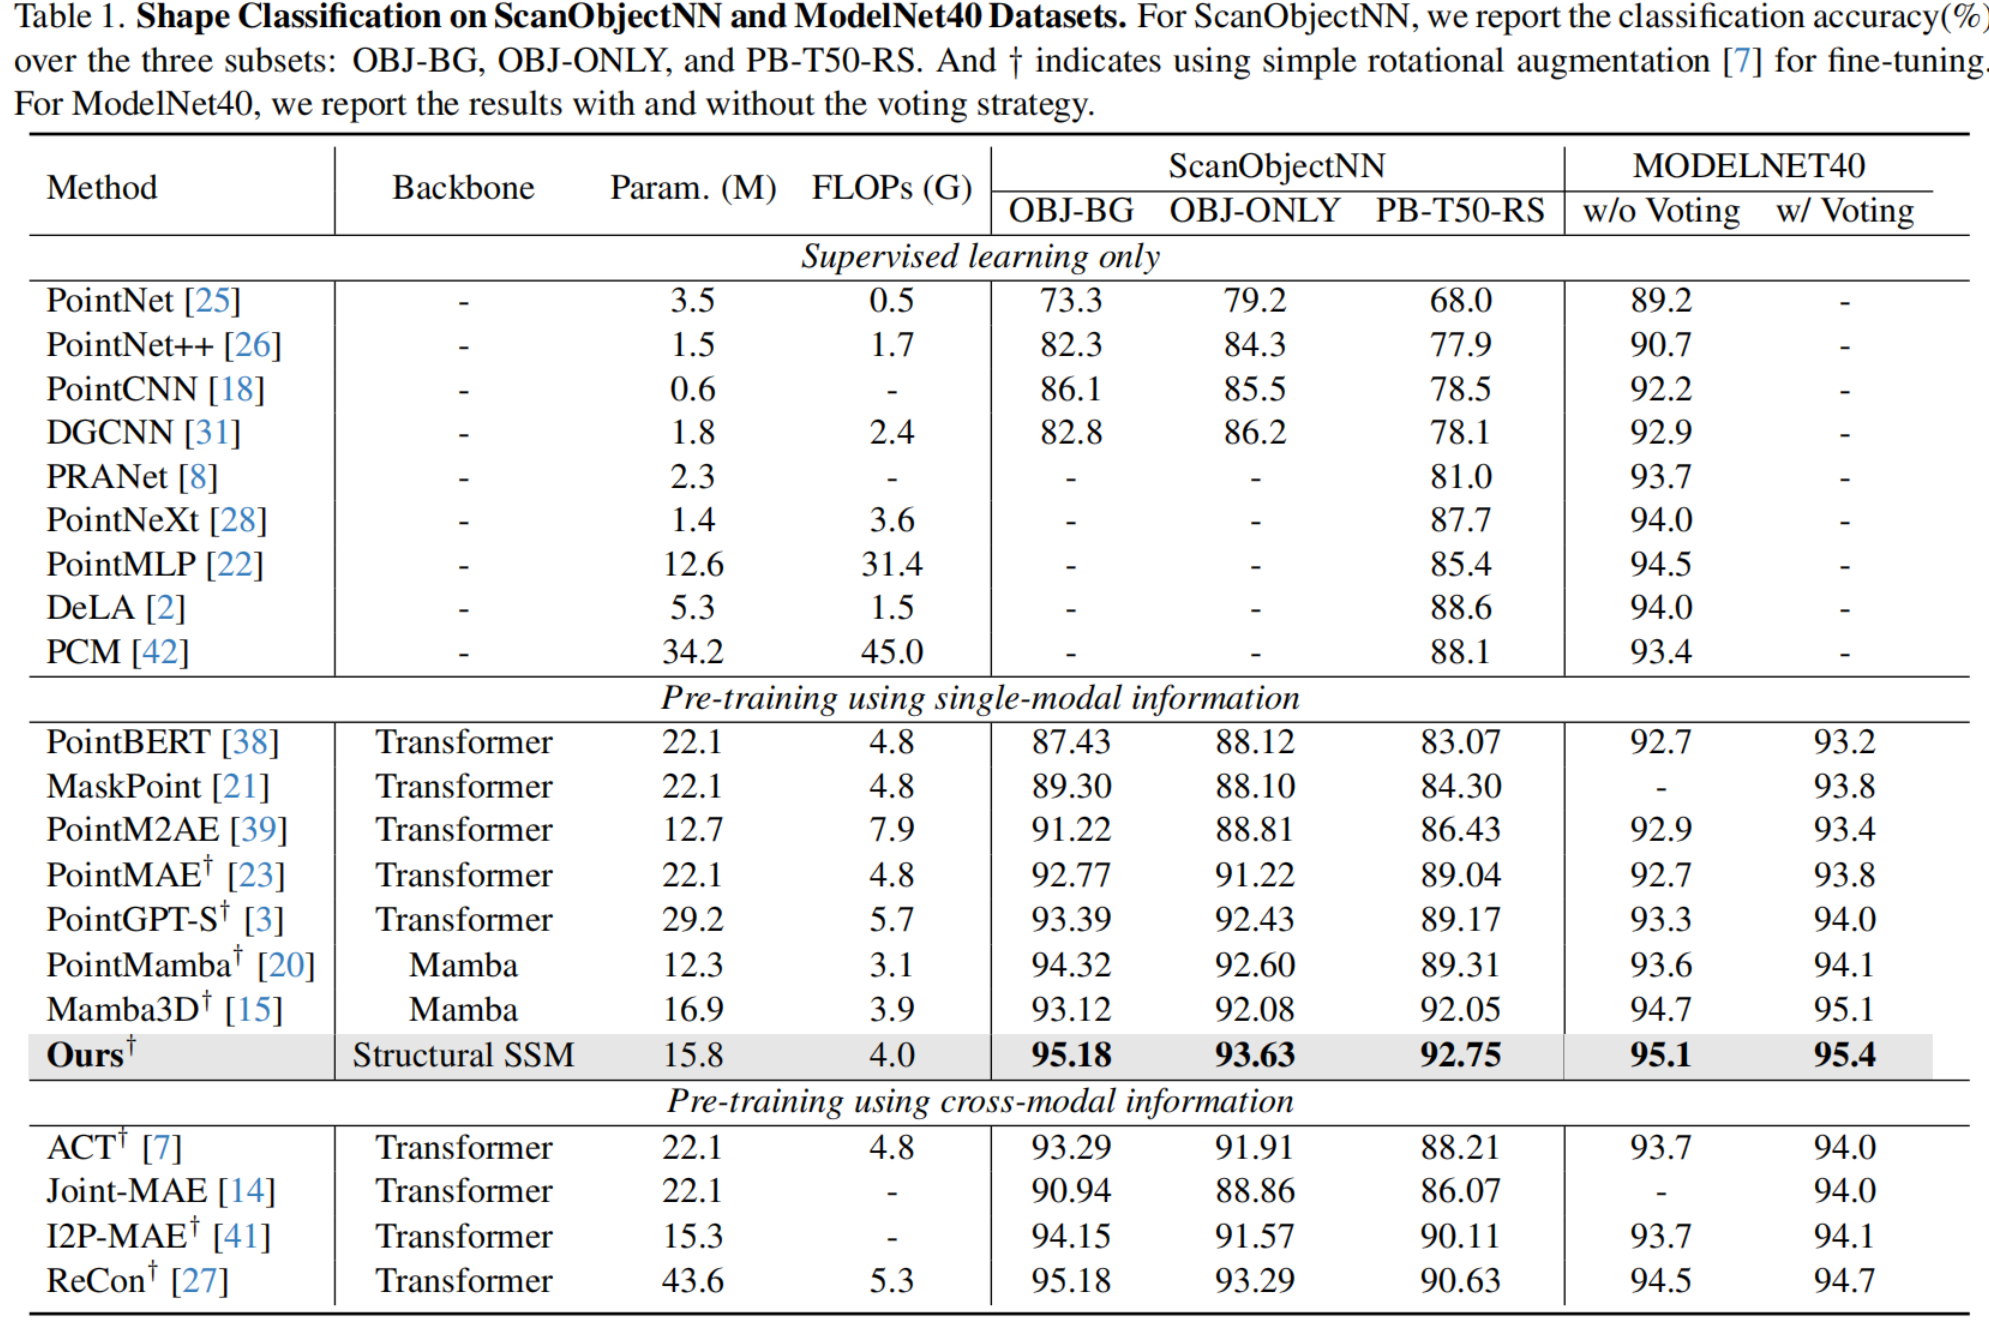 Table 1. Shape Classification on ScanObjectNN and ModelNet40 Datasets. For ScanObjectNN, we report the classification accuracy(%)
over the three subsets: OBJ-BG, OBJ-ONLY, and PB-T50-RS. And † indicates using simple rotational augmentation [7] for fine-tuning.
For ModelNet40, we report the results with and without the voting strategy.
Method Backbone Param. (M) FLOPs (G) ScanObjectNN MODELNET40
OBJ-BG OBJ-ONLY PB-T50-RS w/o Voting w/ Voting
Supervised learning only
PointNet [25] - 3.5 0.5 73.3 79.2 68.0 89.2 -
PointNet++ [26] - 1.5 1.7 82.3 84.3 77.9 90.7 -
PointCNN [18] - 0.6 - 86.1 85.5 78.5 92.2 -
DGCNN [31] - 1.8 2.4 82.8 86.2 78.1 92.9 -
PRANet [8] - 2.3 - - - 81.0 93.7 -
PointNeXt [28] - 1.4 3.6 - - 87.7 94.0 -
PointMLP [22] - 12.6 31.4 - - 85.4 94.5 -
DeLA [2] - 5.3 1.5 - - 88.6 94.0 -
PCM [42] - 34.2 45.0 - - 88.1 93.4 -
Pre-training using single-modal information
PointBERT [38] Transformer 22.1 4.8 87.43 88.12 83.07 92.7 93.2
MaskPoint [21] Transformer 22.1 4.8 89.30 88.10 84.30 - 93.8
PointM2AE [39] Transformer 12.7 7.9 91.22 88.81 86.43 92.9 93.4
PointMAE† [23] Transformer 22.1 4.8 92.77 91.22 89.04 92.7 93.8
PointGPT-S† [3] Transformer 29.2 5.7 93.39 92.43 89.17 93.3 94.0
PointMamba† [20] Mamba 12.3 3.1 94.32 92.60 89.31 93.6 94.1
Mamba3D† [15] Mamba 16.9 3.9 93.12 92.08 92.05 94.7 95.1
Ours† Structural SSM 15.8 4.0 95.18 93.63 92.75 95.1 95.4
Pre-training using cross-modal information
ACT† [7] Transformer 22.1 4.8 93.29 91.91 88.21 93.7 94.0
Joint-MAE [14] Transformer 22.1 - 90.94 88.86 86.07 - 94.0
I2P-MAE† [41] Transformer 15.3 - 94.15 91.57 90.11 93.7 94.1
ReCon† [27] Transformer 43.6 5.3 95.18 93.29 90.63 94.5 94.7